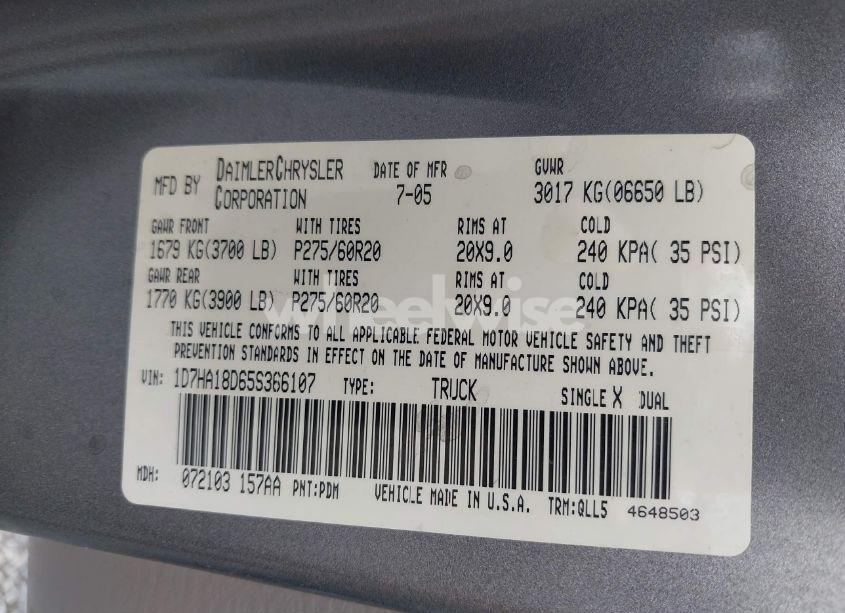 MFD BY DAIMLERCHRYSLER CORPORATION DATE OF MFR 7-05 GVWR 3017 KG(06650 LB)
GAWR FRONT WITH TIRES RIMS AT COLD
1679 KG(3700 LB) P275/60R20 20X9.0 240 KPA( 35 PSI)
GAWR REAR WITH TIRES RIMS AT COLD
1770 KG(3900 LB) P275/60R20 20X9.0 240 KPA( 35 PSI)
wheelwise
THIS VEHICLE CONFORMS TO ALL APPLICABLE FEDERAL MOTOR VEHICLE SAFETY AND THEFT
PREVENTION STANDARDS IN EFFECT ON THE DATE OF MANUFACTURE SHOWN ABOVE.
VIN: 1D7HA18D65S366107 TYPE: TRUCK SINGLE X DUAL
MDH: 072103 157AA PNT:PDM VEHICLE MADE IN U.S.A. TRM:QLL5 4648503